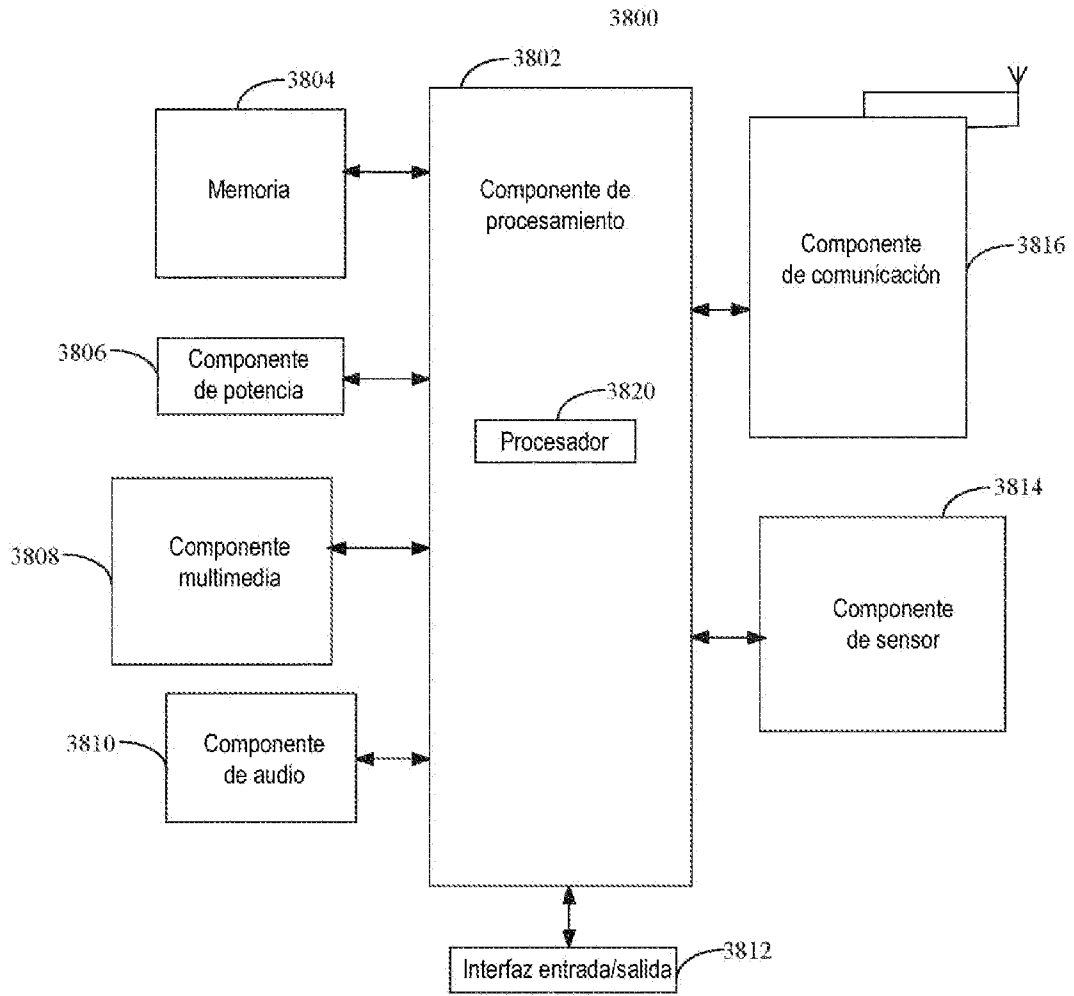 3800
3802
3804
Memoria
Componente de
procesamiento
Componente
de comunicación
3816
3806
Componente
de potencia
3820
Procesador
3814
3808
Componente
multimedia
Componente
de sensor
3810
Componente
de audio
Interfaz entrada/salida
3812